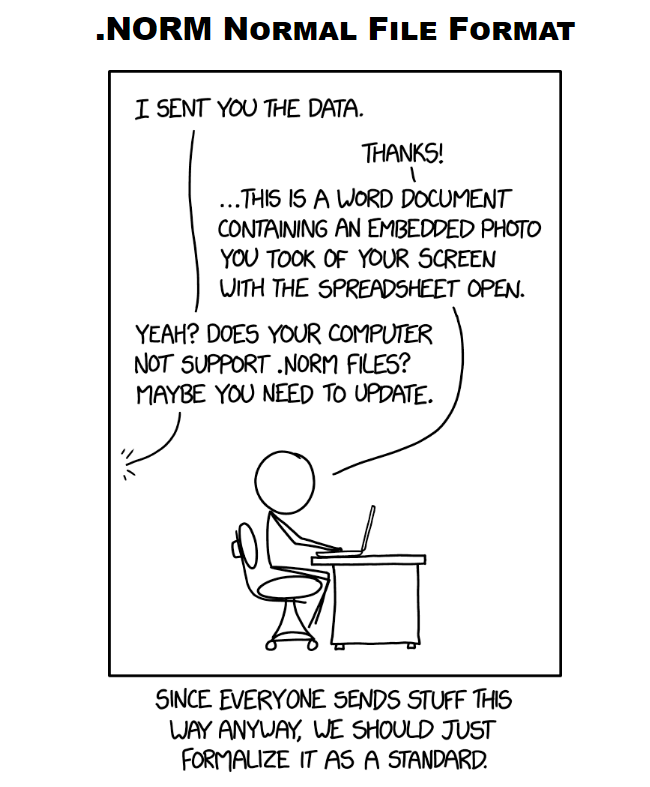 .NORM NORMAL FILE FORMAT
I SENT YOU THE DATA.
THANKS!
...THIS IS A WORD DOCUMENT
CONTAINING AN EMBEDDED PHOTO
YOU TOOK OF YOUR SCREEN
WITH THE SPREADSHEET OPEN.
YEAH? DOES YOUR COMPUTER
NOT SUPPORT .NORM FILES?
MAYBE YOU NEED TO UPDATE.
SINCE EVERYONE SENDS STUFF THIS
WAY ANYWAY, WE SHOULD JUST
FORMALIZE IT AS A STANDARD.